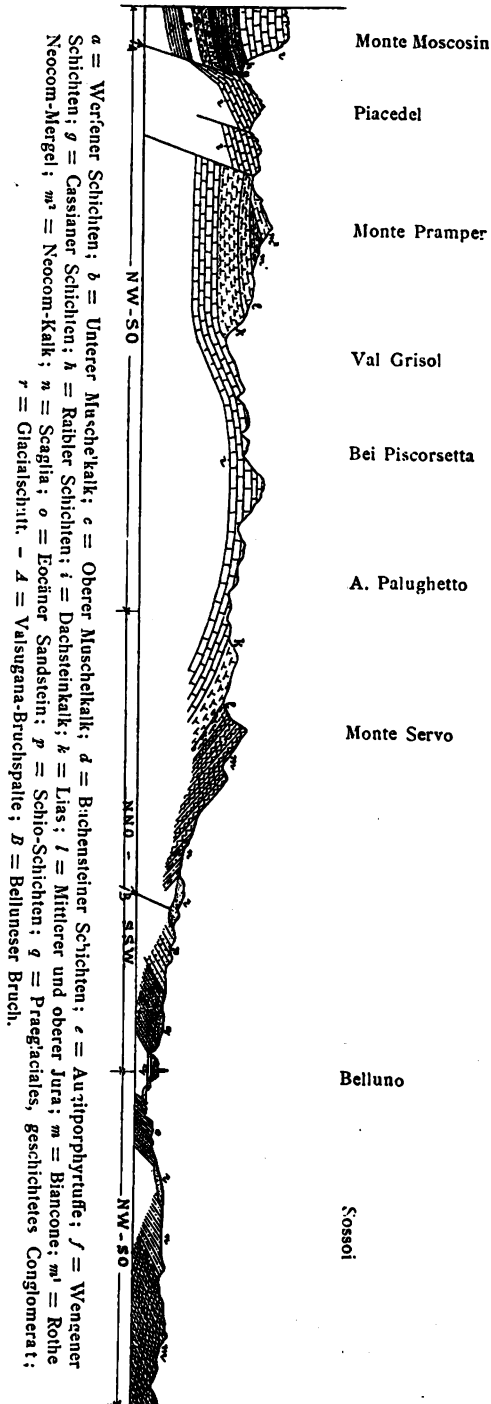 Monte Moscosin
Piacedel
Monte Pramper
Val Grisol
Bei Piscorsetta
A. Palughetto
Monte Servo
Belluno
Sossoi
NW-SO
NNO - SSW
NW-SO
A
B
a = Werfener Schichten; b = Unterer Muschelkalk; c = Oberer Muschelkalk; d = Buchensteiner Schichten; e = Augitporphyrtuffe; f = Wengener
Schichten; g = Cassianer Schichten; h = Raibler Schichten; i = Dachsteinkalk; k = Lias; l = Mittlerer und oberer Jura; m = Biancone; m¹ = Rothe
Neocom-Mergel; m² = Neocom-Kalk; n = Scaglia; o = Eocäner Sandstein; p = Schio-Schichten; q = Praeglaciales, geschichtetes Conglomerat;
r = Glacialschutt. - A = Valsugana-Bruchspalte; B = Belluneser Bruch.